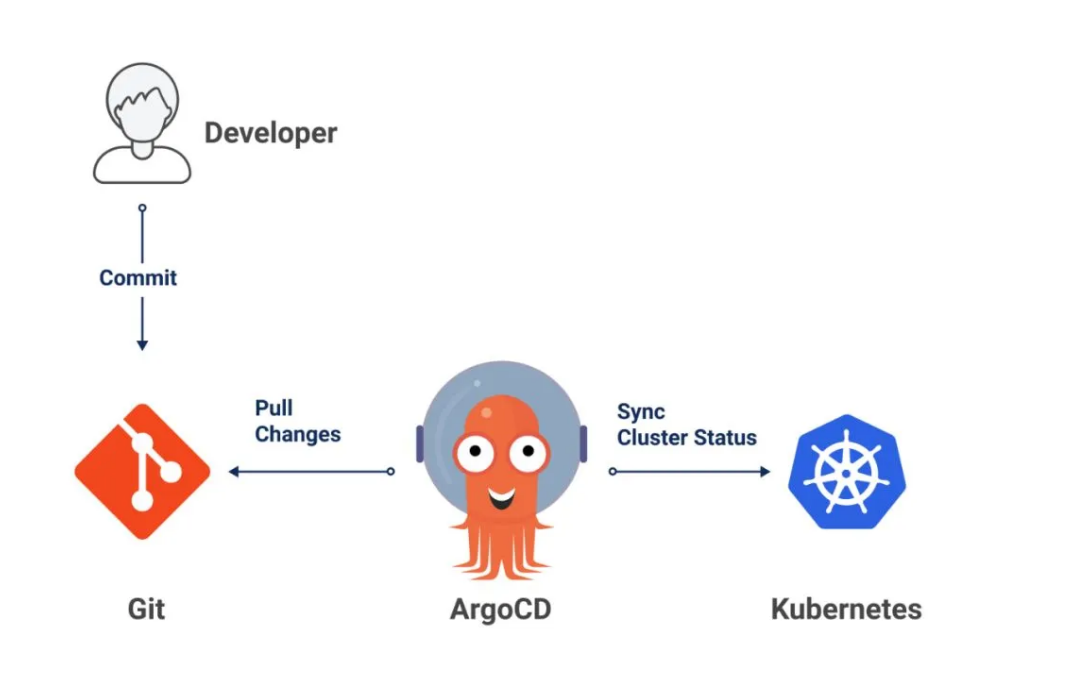 Developer
Commit
Pull
Changes
Sync
Cluster Status
Git
ArgoCD
Kubernetes